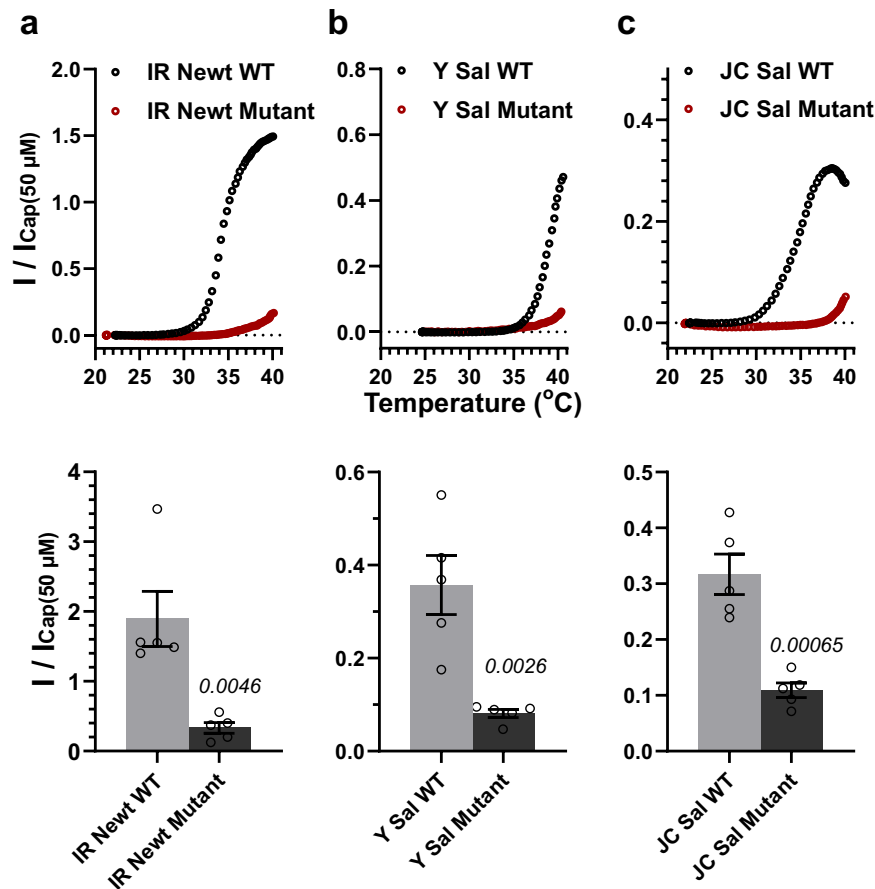 a
b
c
IR Newt WT
IR Newt Mutant
Y Sal WT
Y Sal Mutant
JC Sal WT
JC Sal Mutant
I / ICap(50 µM)
2.0
1.5
1.0
0.5
0.0
20 25 30 35 40
0.8
0.6
0.4
0.2
0.0
20 25 30 35 40
0.4
0.2
0.0
20 25 30 35 40
Temperature (oC)
I / ICap(50 µM)
4
3
2
1
0
0.0046
IR Newt WT
IR Newt Mutant
0.6
0.4
0.2
0.0
0.0026
Y Sal WT
Y Sal Mutant
0.5
0.4
0.3
0.2
0.1
0.0
0.00065
JC Sal WT
JC Sal Mutant